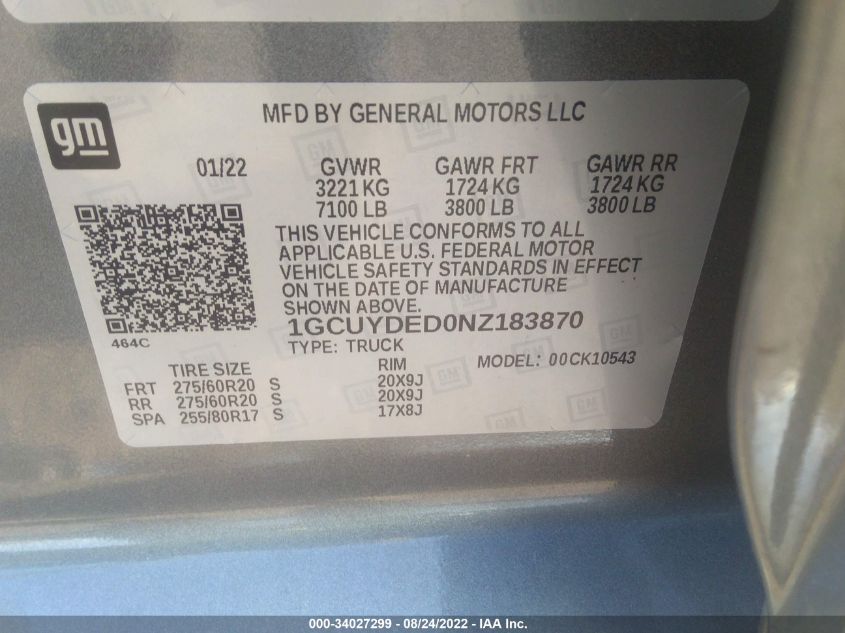 gm
MFD BY GENERAL MOTORS LLC
01/22
GVWR GAWR FRT GAWR RR
3221 KG 1724 KG 1724 KG
7100 LB 3800 LB 3800 LB
THIS VEHICLE CONFORMS TO ALL
APPLICABLE U.S. FEDERAL MOTOR
VEHICLE SAFETY STANDARDS IN EFFECT
ON THE DATE OF MANUFACTURE
SHOWN ABOVE.
1GCUYDED0NZ183870
464C
TYPE: TRUCK MODEL: 00CK10543
TIRE SIZE RIM
FRT 275/60R20 S 20X9J
RR 275/60R20 S 20X9J
SPA 255/80R17 S 17X8J
000-34027299 - 08/24/2022 - IAA Inc.